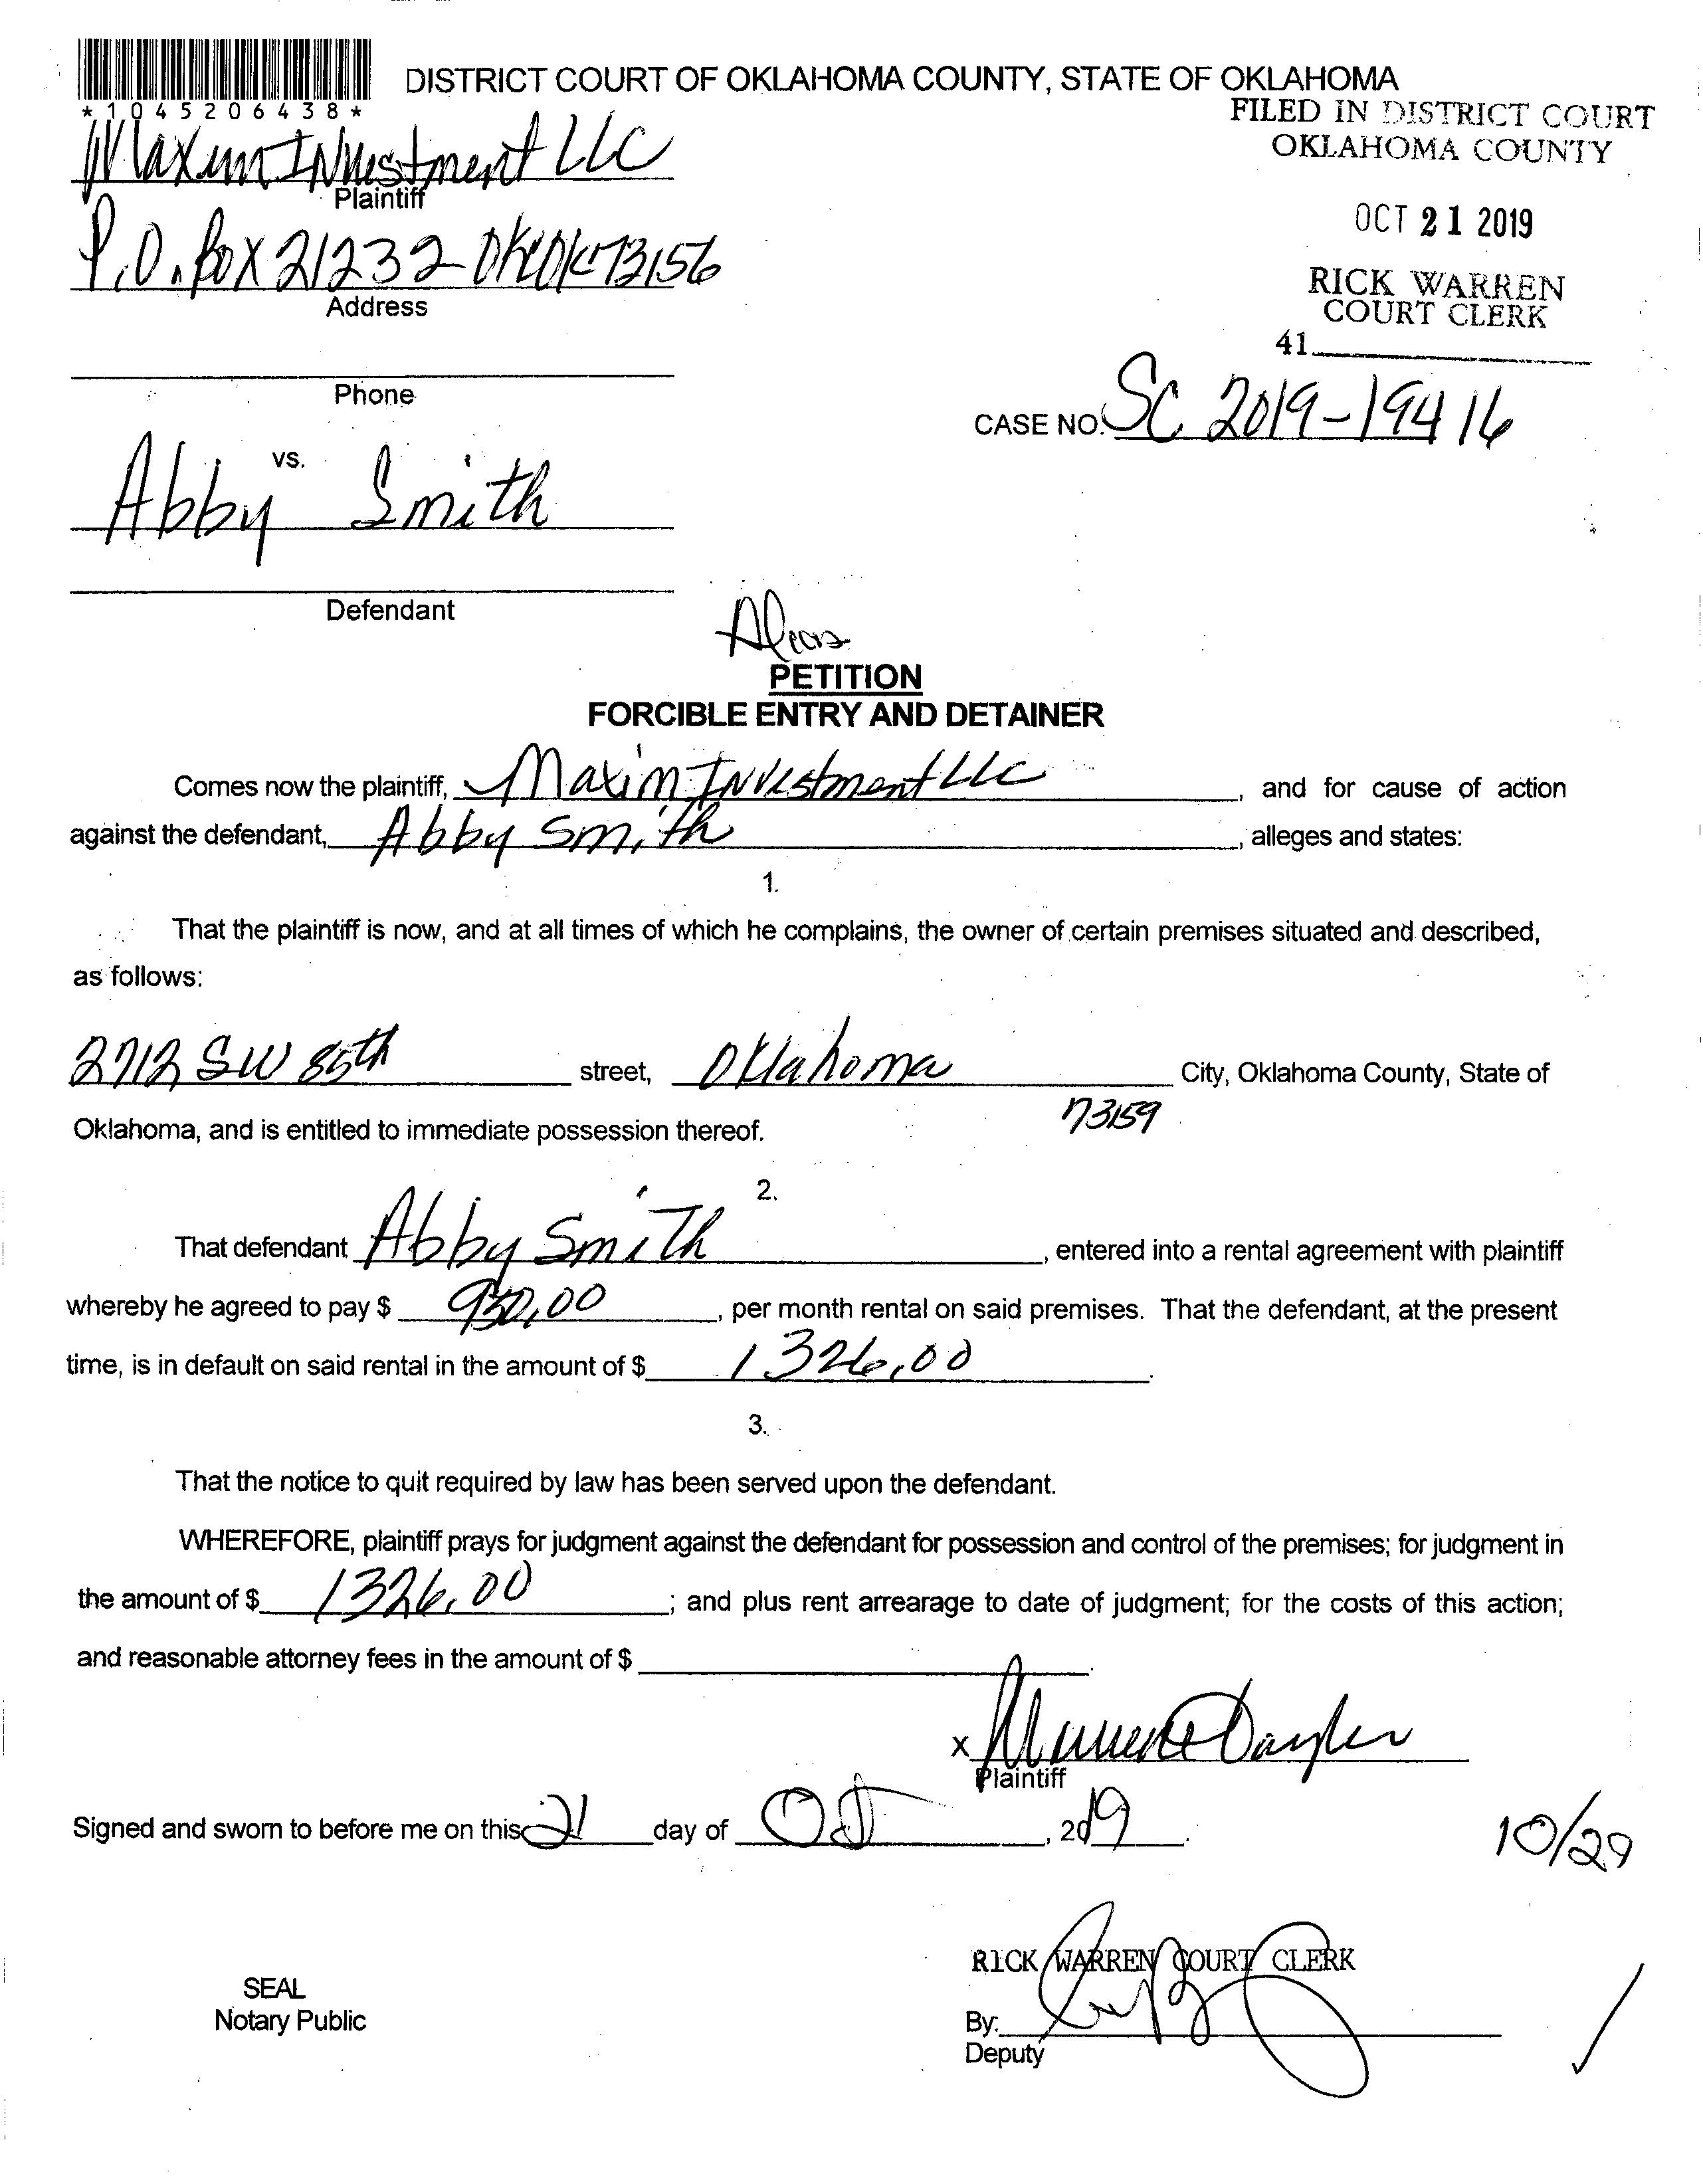 DISTRICT COURT OF OKLAHOMA COUNTY, STATE OF OKLAHOMA
*1045206438*
FILED IN DISTRICT COURT
OKLAHOMA COUNTY
Maxim Investment LLC
Plaintiff
OCT 21 2019
P.O. Box 21232 OKC OK 73156
Address
RICK WARREN
COURT CLERK
41
Phone
CASE NO. SC 2019-19416
vs.
Abby Smith
Defendant
PETITION
FORCIBLE ENTRY AND DETAINER
Comes now the plaintiff, Maxim Investment LLC, and for cause of action
against the defendant, Abby Smith, alleges and states:
1.
That the plaintiff is now, and at all times of which he complains, the owner of certain premises situated and described,
as follows:
2712 SW 85th street, Oklahoma City, Oklahoma County, State of
73159
Oklahoma, and is entitled to immediate possession thereof.
2.
That defendant Abby Smith, entered into a rental agreement with plaintiff
whereby he agreed to pay $ 950.00, per month rental on said premises. That the defendant, at the present
time, is in default on said rental in the amount of $ 1326.00.
3.
That the notice to quit required by law has been served upon the defendant.
WHEREFORE, plaintiff prays for judgment against the defendant for possession and control of the premises; for judgment in
the amount of $ 1326.00; and plus rent arrearage to date of judgment; for the costs of this action;
and reasonable attorney fees in the amount of $
x
Plaintiff
Signed and sworn to before me on this 21 day of Oct, 2019.
10/29
RICK WARREN COURT CLERK
SEAL
Notary Public
By:
Deputy